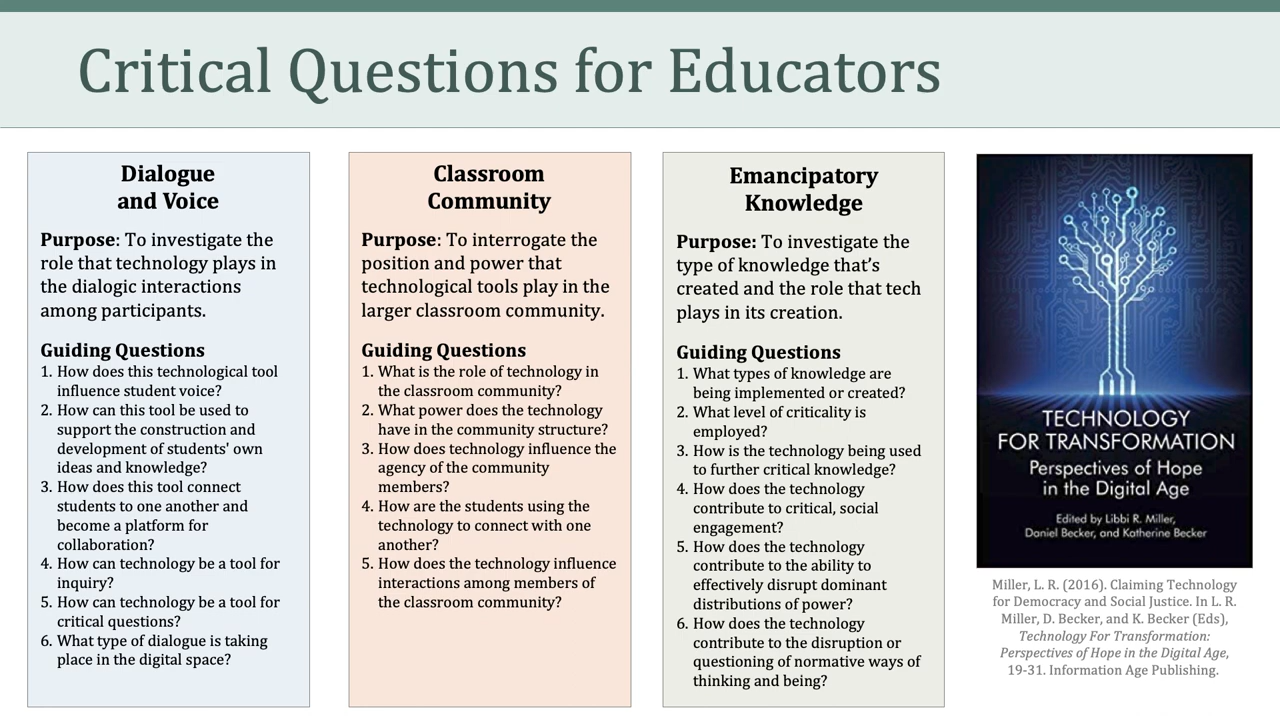 Critical Questions for Educators
Dialogue
and Voice
Purpose: To investigate the
role that technology plays in
the dialogic interactions
among participants.
Guiding Questions
1. How does this technological tool
influence student voice?
2. How can this tool be used to
support the construction and
development of students' own
ideas and knowledge?
3. How does this tool connect
students to one another and
become a platform for
collaboration?
4. How can technology be a tool for
inquiry?
5. How can technology be a tool for
critical questions?
6. What type of dialogue is taking
place in the digital space?
Classroom
Community
Purpose: To interrogate the
position and power that
technological tools play in the
larger classroom community.
Guiding Questions
1. What is the role of technology in
the classroom community?
2. What power does the technology
have in the community structure?
3. How does technology influence the
agency of the community
members?
4. How are the students using the
technology to connect with one
another?
5. How does the technology influence
interactions among members of
the classroom community?
Emancipatory
Knowledge
Purpose: To investigate the
type of knowledge that’s
created and the role that tech
plays in its creation.
Guiding Questions
1. What types of knowledge are
being implemented or created?
2. What level of criticality is
employed?
3. How is the technology being used
to further critical knowledge?
4. How does the technology
contribute to critical, social
engagement?
5. How does the technology
contribute to the ability to
effectively disrupt dominant
distributions of power?
6. How does the technology
contribute to the disruption or
questioning of normative ways of
thinking and being?
TECHNOLOGY
FOR TRANSFORMATION
Perspectives of Hope
in the Digital Age
Edited by Libbi R. Miller,
Daniel Becker, and Katherine Becker
Miller, L. R. (2016). Claiming Technology
for Democracy and Social Justice. In L. R.
Miller, D. Becker, and K. Becker (Eds),
Technology For Transformation:
Perspectives of Hope in the Digital Age,
19-31. Information Age Publishing.